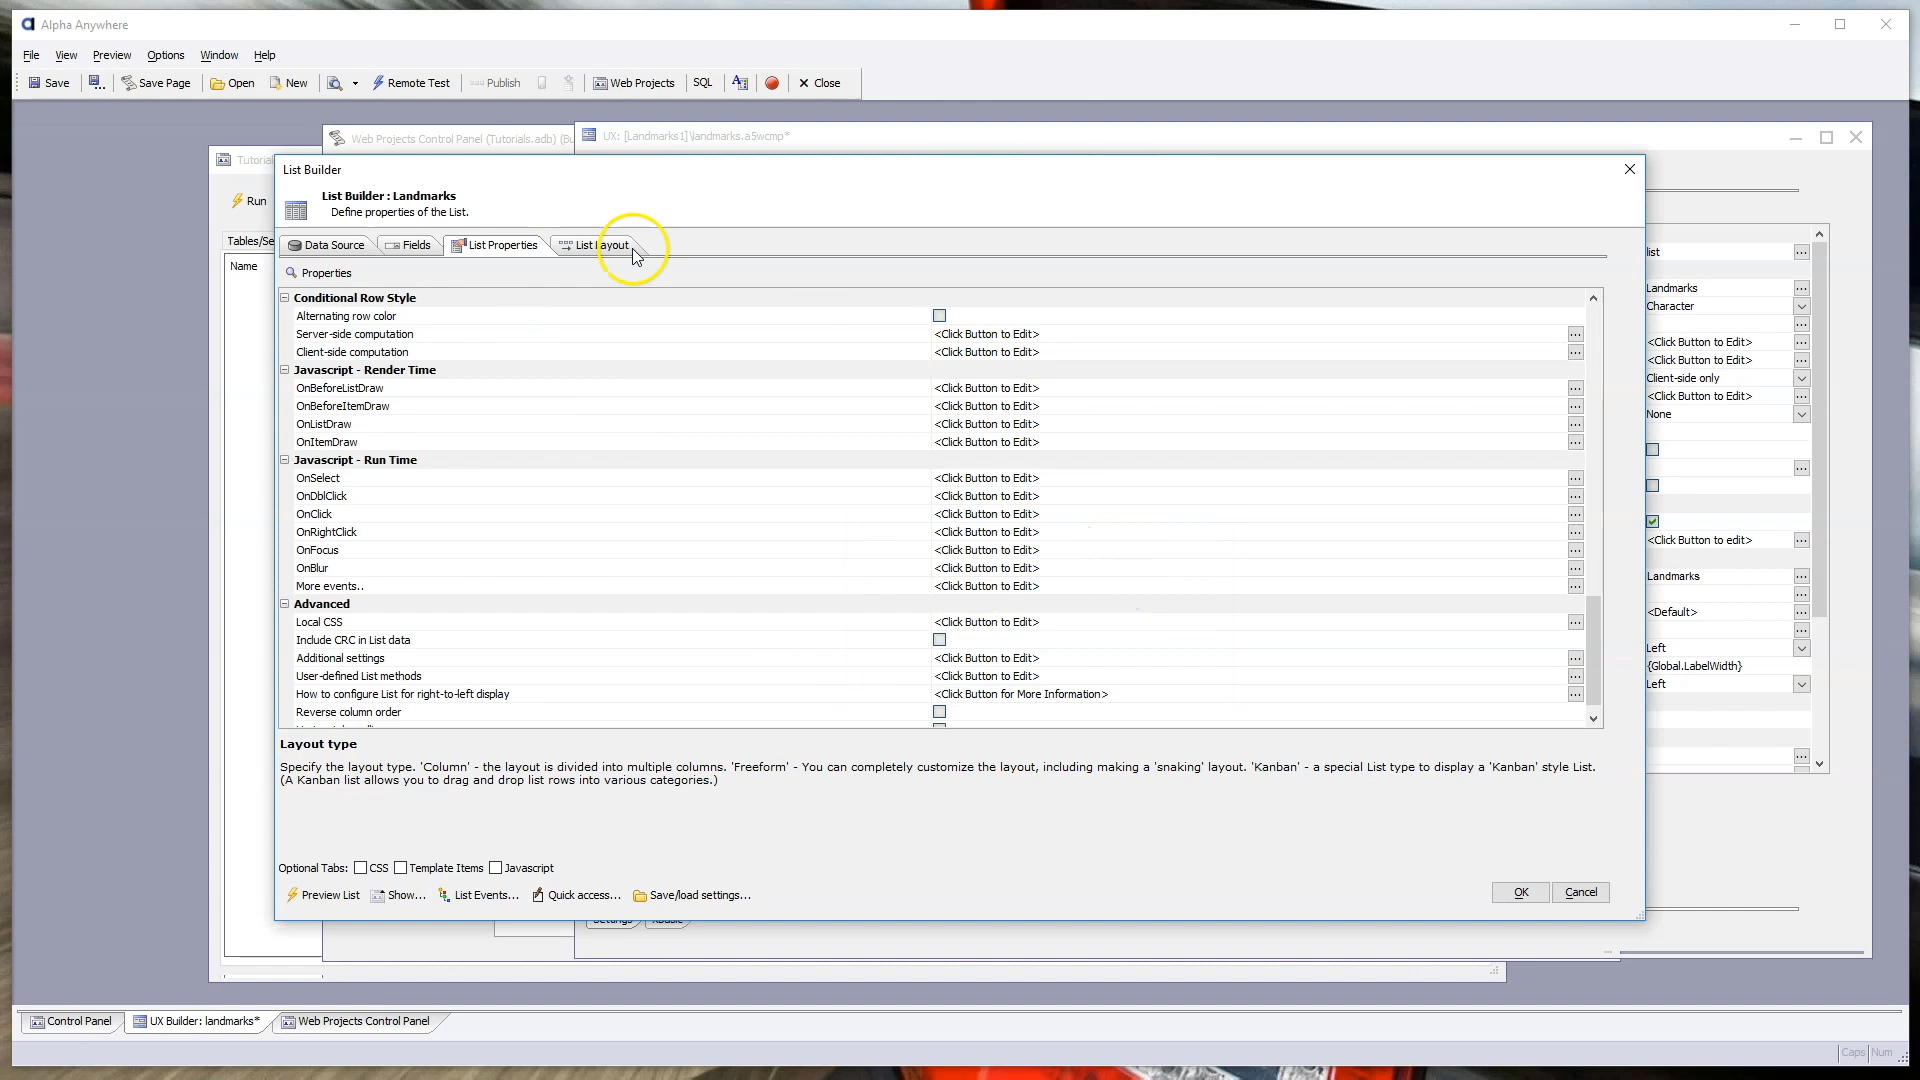 Alpha Anywhere
File View Preview Options Window Help
Save Save Page Open New Remote Test Publish Web Projects SQL Close
Web Projects Control Panel (Tutorials.adb) (Bu
UX: [Landmarks1]\landmarks.a5wcmp*
Tutoria
Run
Tables/Se
Name
List Builder
List Builder : Landmarks
Define properties of the List.
Data Source Fields List Properties List Layout
Properties
Conditional Row Style
Alternating row color
Server-side computation <Click Button to Edit>
Client-side computation <Click Button to Edit>
Javascript - Render Time
OnBeforeListDraw <Click Button to Edit>
OnBeforeItemDraw <Click Button to Edit>
OnListDraw <Click Button to Edit>
OnItemDraw <Click Button to Edit>
Javascript - Run Time
OnSelect <Click Button to Edit>
OnDblClick <Click Button to Edit>
OnClick <Click Button to Edit>
OnRightClick <Click Button to Edit>
OnFocus <Click Button to Edit>
OnBlur <Click Button to Edit>
More events.. <Click Button to Edit>
Advanced
Local CSS <Click Button to Edit>
Include CRC in List data
Additional settings <Click Button to Edit>
User-defined List methods <Click Button to Edit>
How to configure List for right-to-left display <Click Button for More Information>
Reverse column order
Layout type
Specify the layout type. 'Column' - the layout is divided into multiple columns. 'Freeform' - You can completely customize the layout, including making a 'snaking' layout. 'Kanban' - a special List type to display a 'Kanban' style List.
(A Kanban list allows you to drag and drop list rows into various categories.)
Optional Tabs: CSS Template Items Javascript
Preview List Show... List Events... Quick access... Save/load settings...
OK Cancel
list
Landmarks
Character
<Click Button to Edit>
<Click Button to Edit>
Client-side only
<Click Button to Edit>
None
<Click Button to edit>
Landmarks
<Default>
Left
{Global.LabelWidth}
Left
Control Panel UX Builder: landmarks* Web Projects Control Panel
Caps Num